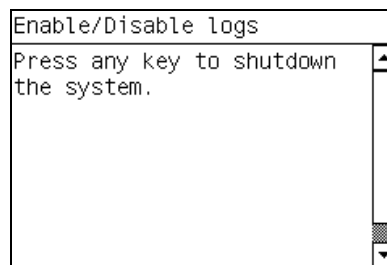 Enable/Disable logs
Press any key to shutdown
the system.